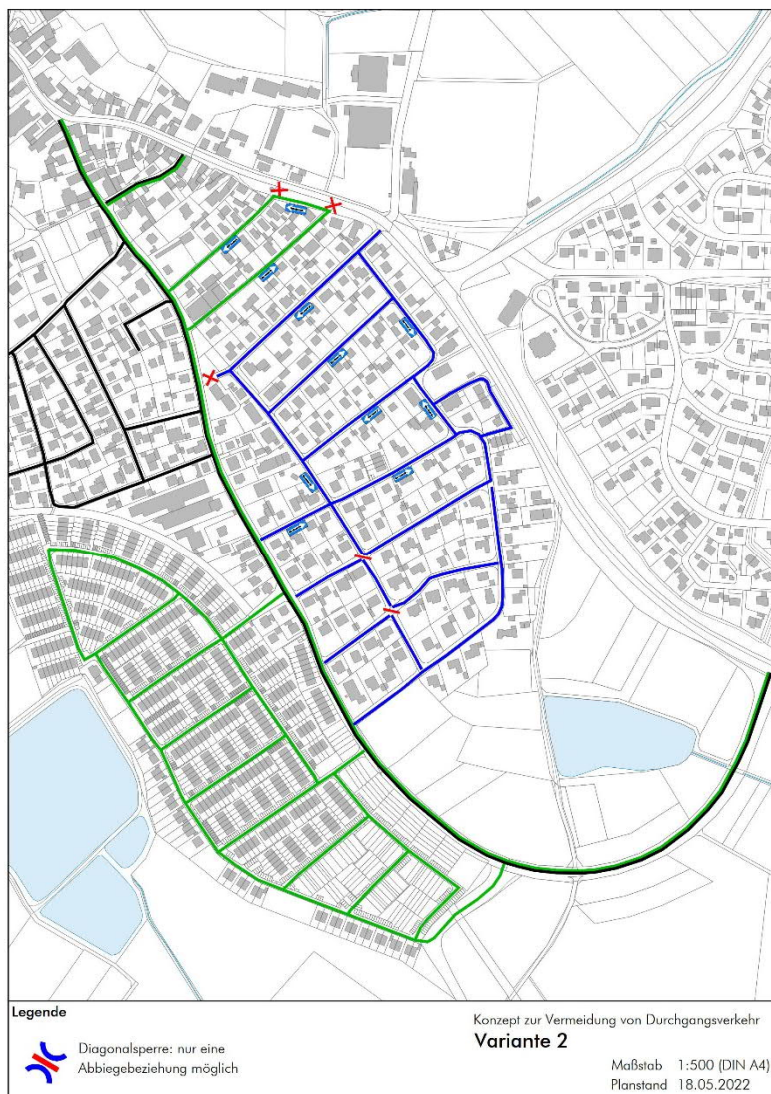 Legende
Diagonalsperre: nur eine
Abbiegebeziehung möglich
Konzept zur Vermeidung von Durchgangsverkehr
Variante 2
Maßstab 1:500 (DIN A4)
Planstand 18.05.2022